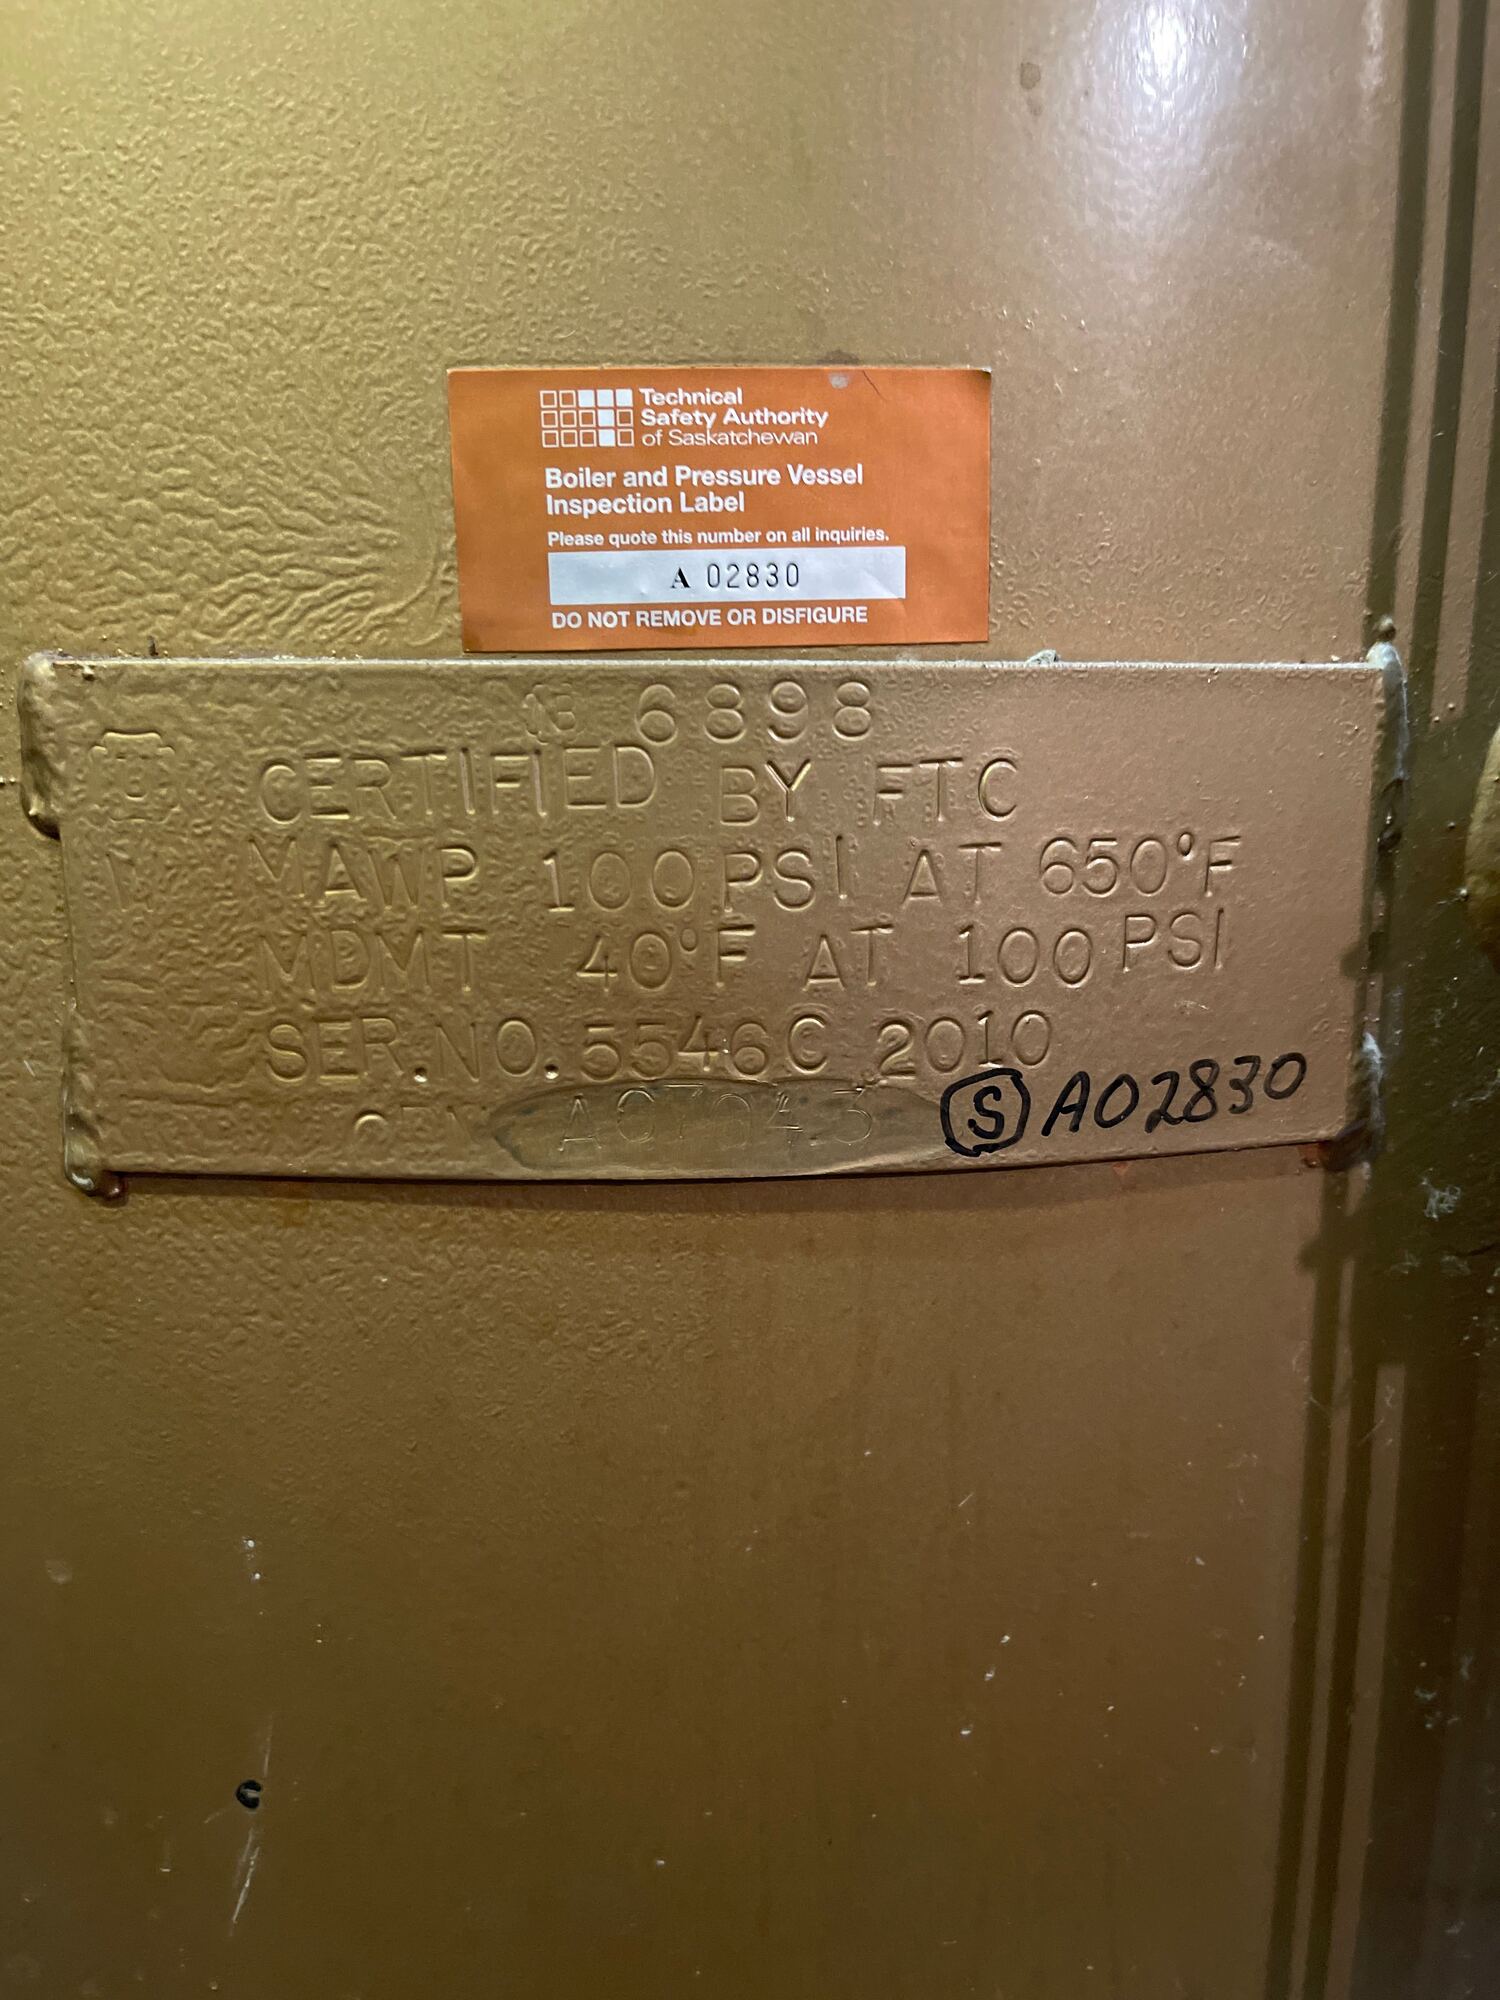 Technical
Safety Authority
of Saskatchewan
Boiler and Pressure Vessel
Inspection Label
Please quote this number on all inquiries.
A 02830
DO NOT REMOVE OR DISFIGURE
6898
CERTIFIED BY FTC
MAWP 100 PSI AT 650°F
MDMT 40°F AT 100 PSI
SER.NO.5546C 2010
S A02830